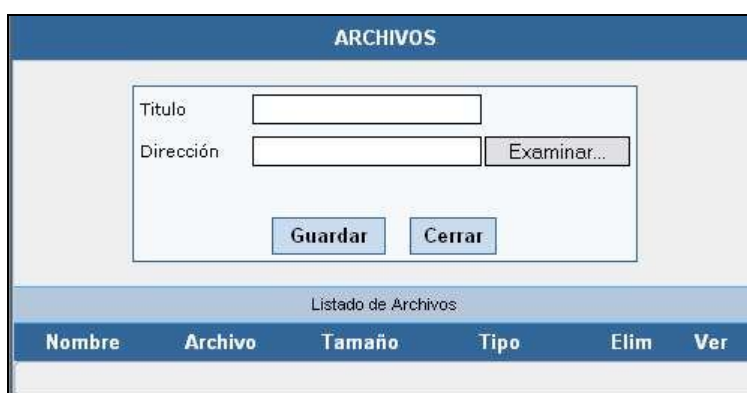 ARCHIVOS
Titulo
Dirección Examinar...
Guardar Cerrar
Listado de Archivos
Nombre Archivo Tamaño Tipo Elim Ver